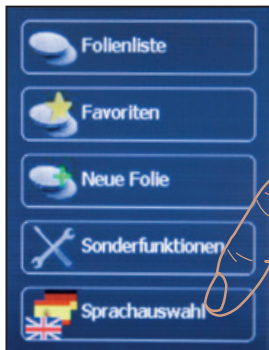 Folienliste
Favoriten
Neue Folie
Sonderfunktionen
Sprachauswahl